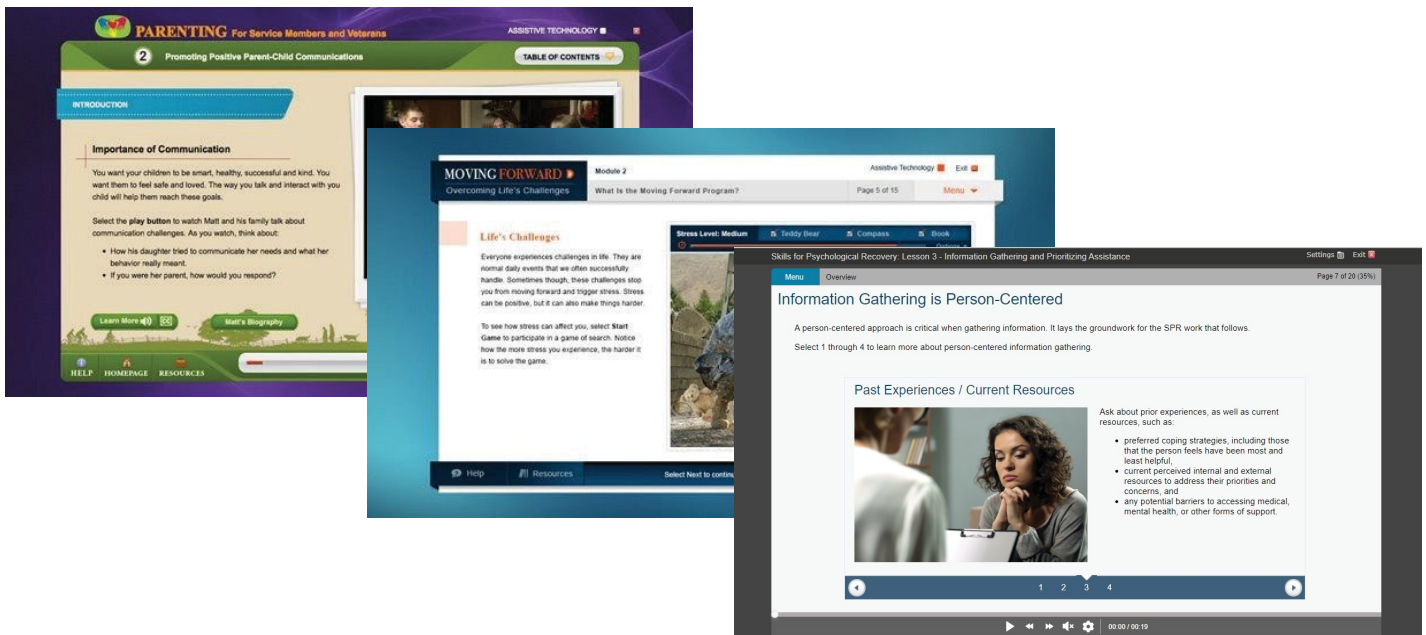 PARENTING For Service Members and Veterans
ASSISTIVE TECHNOLOGY
2 Promoting Positive Parent-Child Communications
TABLE OF CONTENTS
INTRODUCTION
Importance of Communication
You want your children to be smart, healthy, successful and kind. You
want them to feel safe and loved. The way you talk and interact with you
child will help them reach these goals.
Select the play button to watch Matt and his family talk about
communication challenges. As you watch, think about:
• How his daughter tried to communicate her needs and what her
behavior really meant.
• If you were her parent, how would you respond?
Learn More CC
Matt's Biography
HELP HOMEPAGE RESOURCES
MOVING FORWARD
Overcoming Life's Challenges
Module 2
Assistive Technology Exit
What Is the Moving Forward Program?
Page 5 of 15
Menu
Life's Challenges
Everyone experiences challenges in life. They are
normal daily events that we often successfully
handle. Sometimes though, these challenges stop
you from moving forward and trigger stress. Stress
can be positive, but it can also make things harder.
To see how stress can affect you, select Start
Game to participate in a game of search. Notice
how the more stress you experience, the harder it
is to solve the game.
Stress Level: Medium Teddy Bear Compass Book
Help Resources
Select Next to continu
Skills for Psychological Recovery: Lesson 3 - Information Gathering and Prioritizing Assistance
Settings Exit
Menu Overview
Page 7 of 20 (35%)
Information Gathering is Person-Centered
A person-centered approach is critical when gathering information. It lays the groundwork for the SPR work that follows.
Select 1 through 4 to learn more about person-centered information gathering.
Past Experiences / Current Resources
Ask about prior experiences, as well as current
resources, such as:
• preferred coping strategies, including those
that the person feels have been most and
least helpful,
• current perceived internal and external
resources to address their priorities and
concerns, and
• any potential barriers to accessing medical,
mental health, or other forms of support.
1 2 3 4
00:00 / 00:19